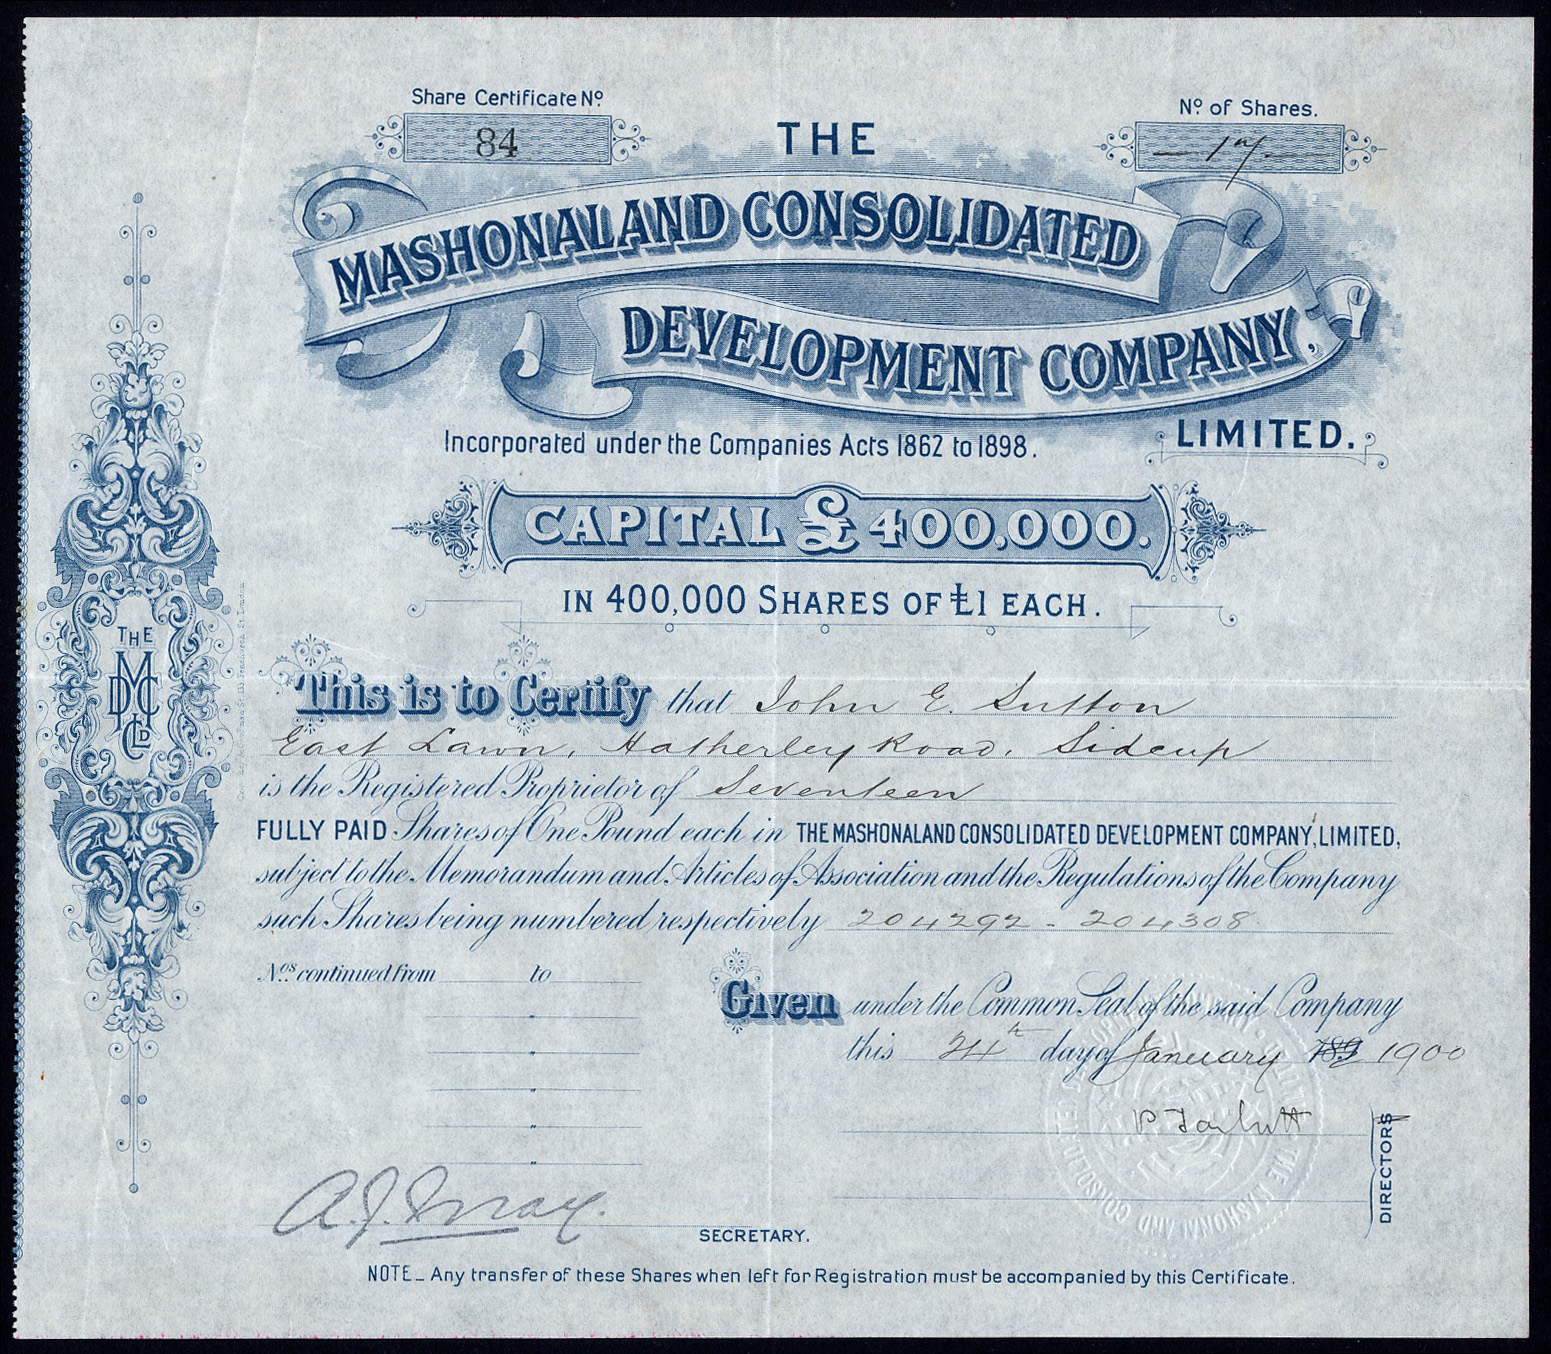 Share Certificate Nº
84
Nº of Shares.
17
THE
MASHONALAND CONSOLIDATED
DEVELOPMENT COMPANY,
LIMITED.
Incorporated under the Companies Acts 1862 to 1898.
CAPITAL £400,000.
IN 400,000 SHARES OF £1 EACH.
THE
MDC
Co
LD
This is to Certify that John E. Sutton
East Lawn, Hatherley Road, Sidcup
is the Registered Proprietor of Seventeen
FULLY PAID Shares of One Pound each in THE MASHONALAND CONSOLIDATED DEVELOPMENT COMPANY, LIMITED,
subject to the Memorandum and Articles of Association and the Regulations of the Company
such Shares being numbered respectively 204292 - 204308
Nos. continued from to
Given under the Common Seal of the said Company
this 24th day of January 189 1900
DIRECTORS
SECRETARY.
NOTE_ Any transfer of these Shares when left for Registration must be accompanied by this Certificate.